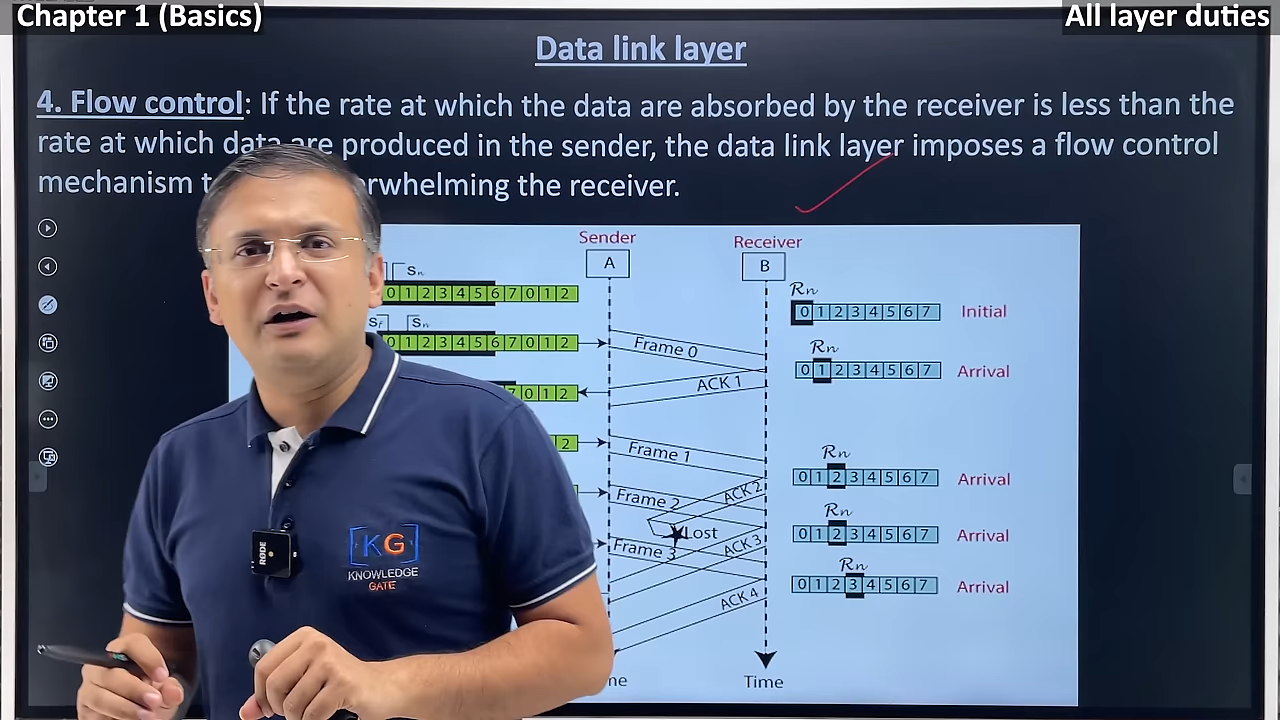 Chapter 1 (Basics)
All layer duties
Data link layer
4. Flow control: If the rate at which the data are absorbed by the receiver is less than the
rate at which data are produced in the sender, the data link layer imposes a flow control
mechanism the receiver.
Sender
Receiver
A
B
Sn
Rn
0 1 2 3 4 5 6 7 0 1 2
0 1 2 3 4 5 6 7
Initial
Sf
Sn
0 1 2 3 4 5 6 7 0 1 2
Frame 0
Rn
0 1 2 3 4 5 6 7
Arrival
ACK 1
7 0 1 2
2
Frame 1
Rn
0 1 2 3 4 5 6 7
Arrival
Frame 2
ACK 2
Lost
Rn
0 1 2 3 4 5 6 7
Arrival
Frame 3
ACK 3
Rn
0 1 2 3 4 5 6 7
Arrival
ACK 4
Time
RODE
KG
KNOWLEDGE
GATE